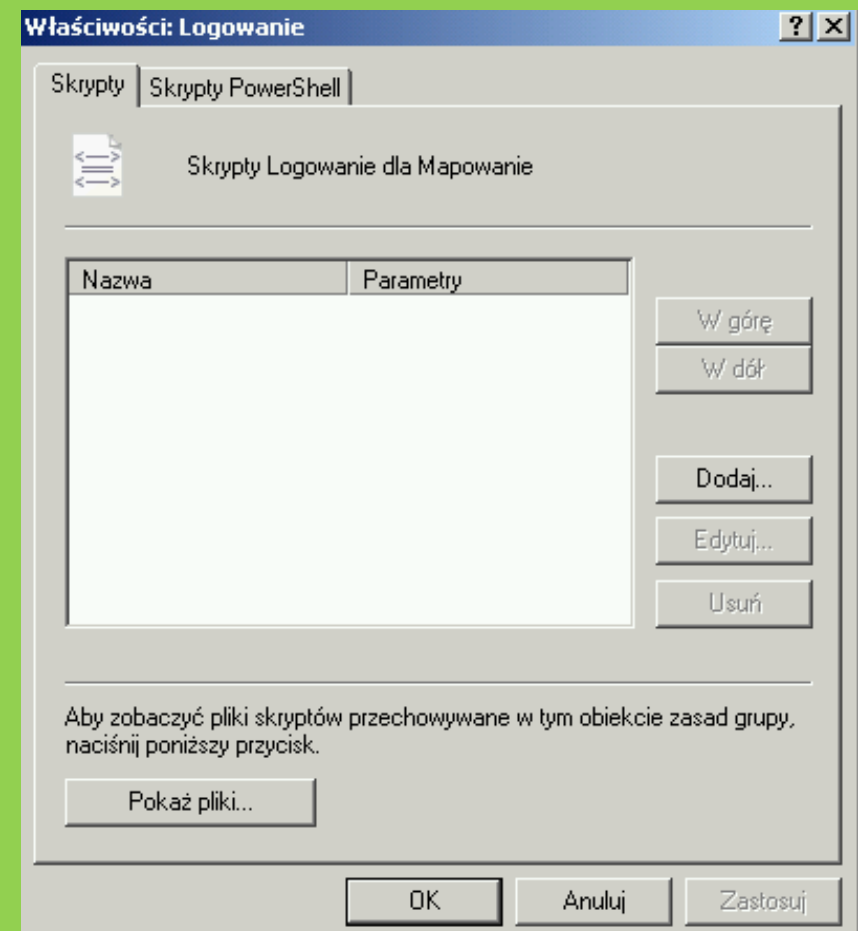 Właściwości: Logowanie
Skrypty Skrypty PowerShell
Skrypty Logowanie dla Mapowanie
Nazwa Parametry
W górę
W dół
Dodaj...
Edytuj...
Usuń
Aby zobaczyć pliki skryptów przechowywane w tym obiekcie zasad grupy,
naciśnij poniższy przycisk.
Pokaż pliki...
OK Anuluj Zastosuj